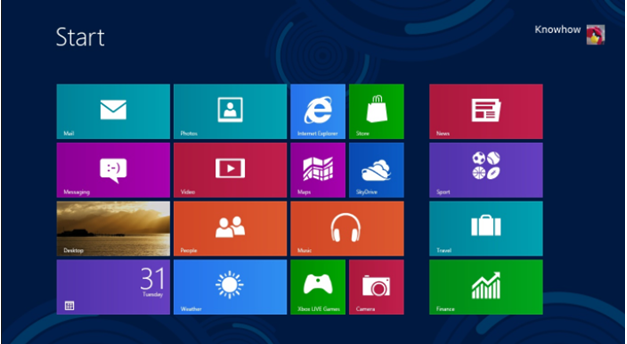 Start
Knowhow
Mail
Photos
Internet Explorer
Store
News
Messaging
Video
Maps
SkyDrive
Sport
Desktop
People
Music
Travel
31
Tuesday
Weather
Xbox LIVE Games
Camera
Finance